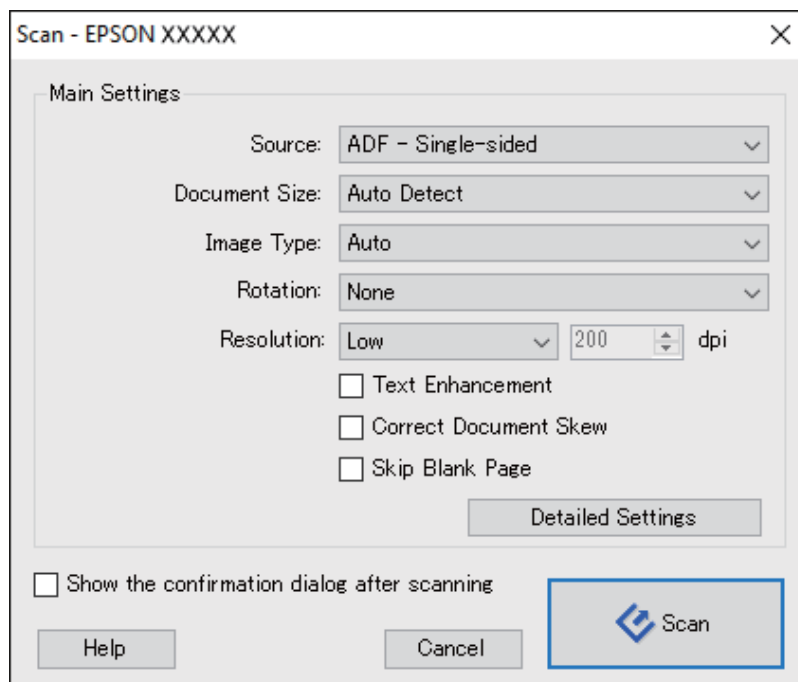 Scan - EPSON XXXXX
Main Settings
Source: ADF - Single-sided
Document Size: Auto Detect
Image Type: Auto
Rotation: None
Resolution: Low 200 dpi
Text Enhancement
Correct Document Skew
Skip Blank Page
Detailed Settings
Show the confirmation dialog after scanning
Scan
Help Cancel